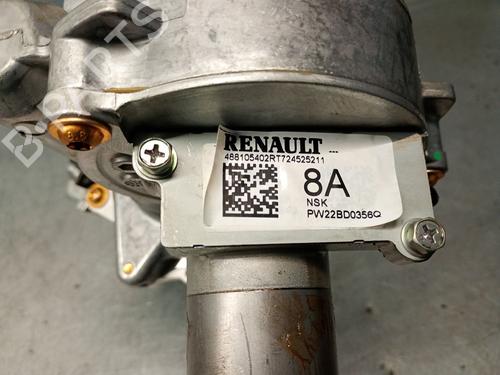 RENAULT ...
488105402RT724525211
8A
NSK
PW22BD0356Q